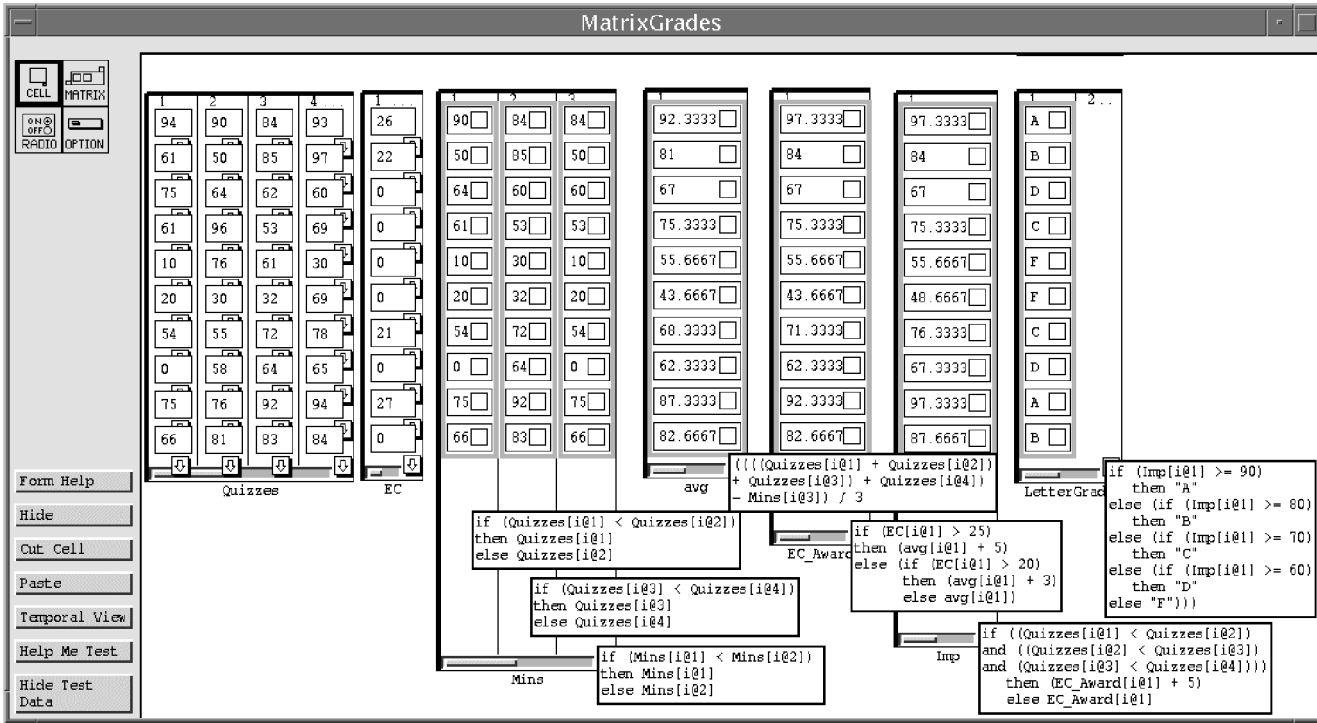 MatrixGrades
CELL MATRIX
ON OFF
RADIO OPTION
1 2 3 4 ... 1 ... 1 2 3 1 1 1 1 2..
94 90 84 93 26 90 84 84 92.3333 97.3333 97.3333 A
61 50 85 97 22 50 85 50 81 84 84 B
75 64 62 60 0 64 60 60 67 67 67 D
61 96 53 69 0 61 53 53 75.3333 75.3333 75.3333 C
10 76 61 30 0 10 30 10 55.6667 55.6667 55.6667 F
20 30 32 69 0 20 32 20 43.6667 43.6667 48.6667 F
54 55 72 78 21 54 72 54 68.3333 71.3333 76.3333 C
0 58 64 65 0 0 64 0 62.3333 62.3333 67.3333 D
75 76 92 94 27 75 92 75 87.3333 92.3333 97.3333 A
66 81 83 84 0 66 83 66 82.6667 82.6667 87.6667 B
Quizzes
EC
avg
((((Quizzes[i@1] + Quizzes[i@2])
+ Quizzes[i@3]) + Quizzes[i@4])
- Mins[i@3]) / 3
LetterGrad
if (Imp[i@1] >= 90)
then "A"
else (if (Imp[i@1] >= 80)
then "B"
else (if (Imp[i@1] >= 70)
then "C"
else (if (Imp[i@1] >= 60)
then "D"
else "F")))
if (Quizzes[i@1] < Quizzes[i@2])
then Quizzes[i@1]
else Quizzes[i@2]
EC_Award
if (EC[i@1] > 25)
then (avg[i@1] + 5)
else (if (EC[i@1] > 20)
then (avg[i@1] + 3)
else avg[i@1])
if (Quizzes[i@3] < Quizzes[i@4])
then Quizzes[i@3]
else Quizzes[i@4]
Mins
if (Mins[i@1] < Mins[i@2])
then Mins[i@1]
else Mins[i@2]
Imp
if ((Quizzes[i@1] < Quizzes[i@2])
and ((Quizzes[i@2] < Quizzes[i@3])
and (Quizzes[i@3] < Quizzes[i@4])))
then (EC_Award[i@1] + 5)
else EC_Award[i@1]
Form Help
Hide
Cut Cell
Paste
Temporal View
Help Me Test
Hide Test
Data